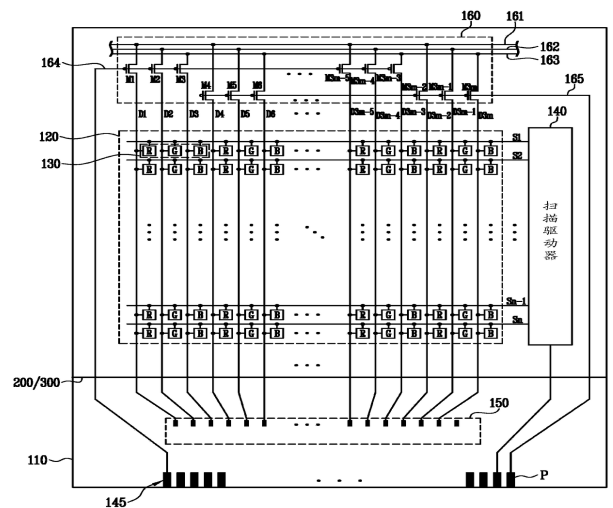 160
161
162
163
164
M1 M2 M3
M3m-5 M3m-4 M3m-3
M4 M5 M6
M3m-2 M3m-1 M3m
165
D1 D2 D3 D4 D5 D6
D3m-5 D3m-4 D3m-3 D3m-2 D3m-1 D3m
140
120
S1
R G B R G B R G B R G B
130
S2
R G B R G B R G B R G B
扫描驱动器
Sn-1
R G B R G B R G B R G B
Sn
R G B R G B R G B R G B
200/300
150
110
145
P